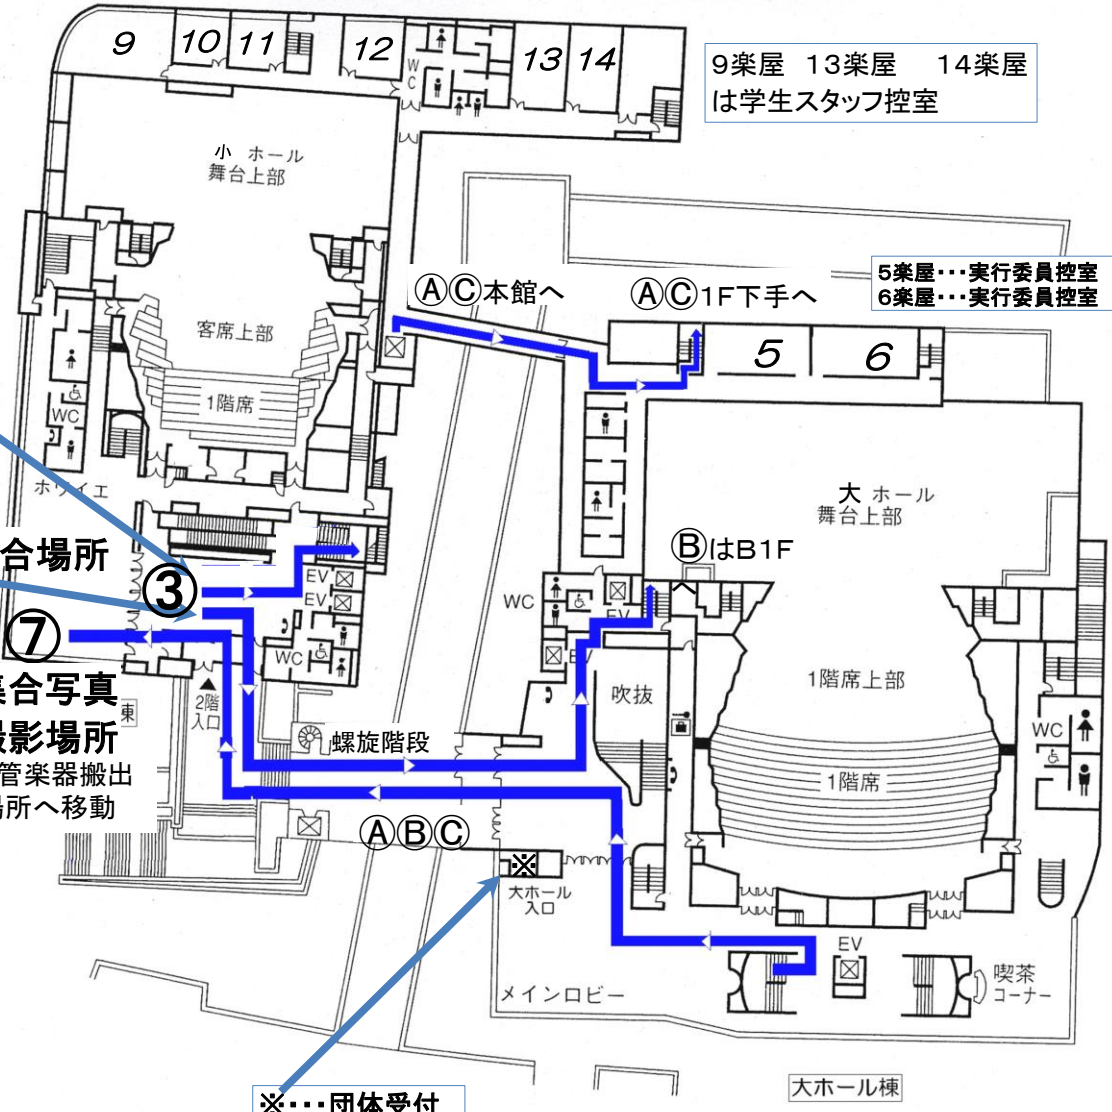 9
10
11
12
13
14
WC
9楽屋 13楽屋 14楽屋
は学生スタッフ控室
小 ホール
舞台上部
ⒶⒸ本館へ
ⒶⒸ1F下手へ
5楽屋･･･実行委員控室
6楽屋･･･実行委員控室
客席上部
5
6
1階席
WC
ホワイエ
大 ホール
舞台上部
合場所
ⒷはB1F
③
EV
EV
WC
EV
⑦
WC
EV
集合写真
撮影場所
棟
2階
入口
吹抜
1階席上部
WC
螺旋階段
管楽器搬出
場所へ移動
1階席
ⒶⒷⒸ
※
大ホール
入口
EV
喫茶
コーナー
メインロビー
大ホール棟
※･･･団体受付